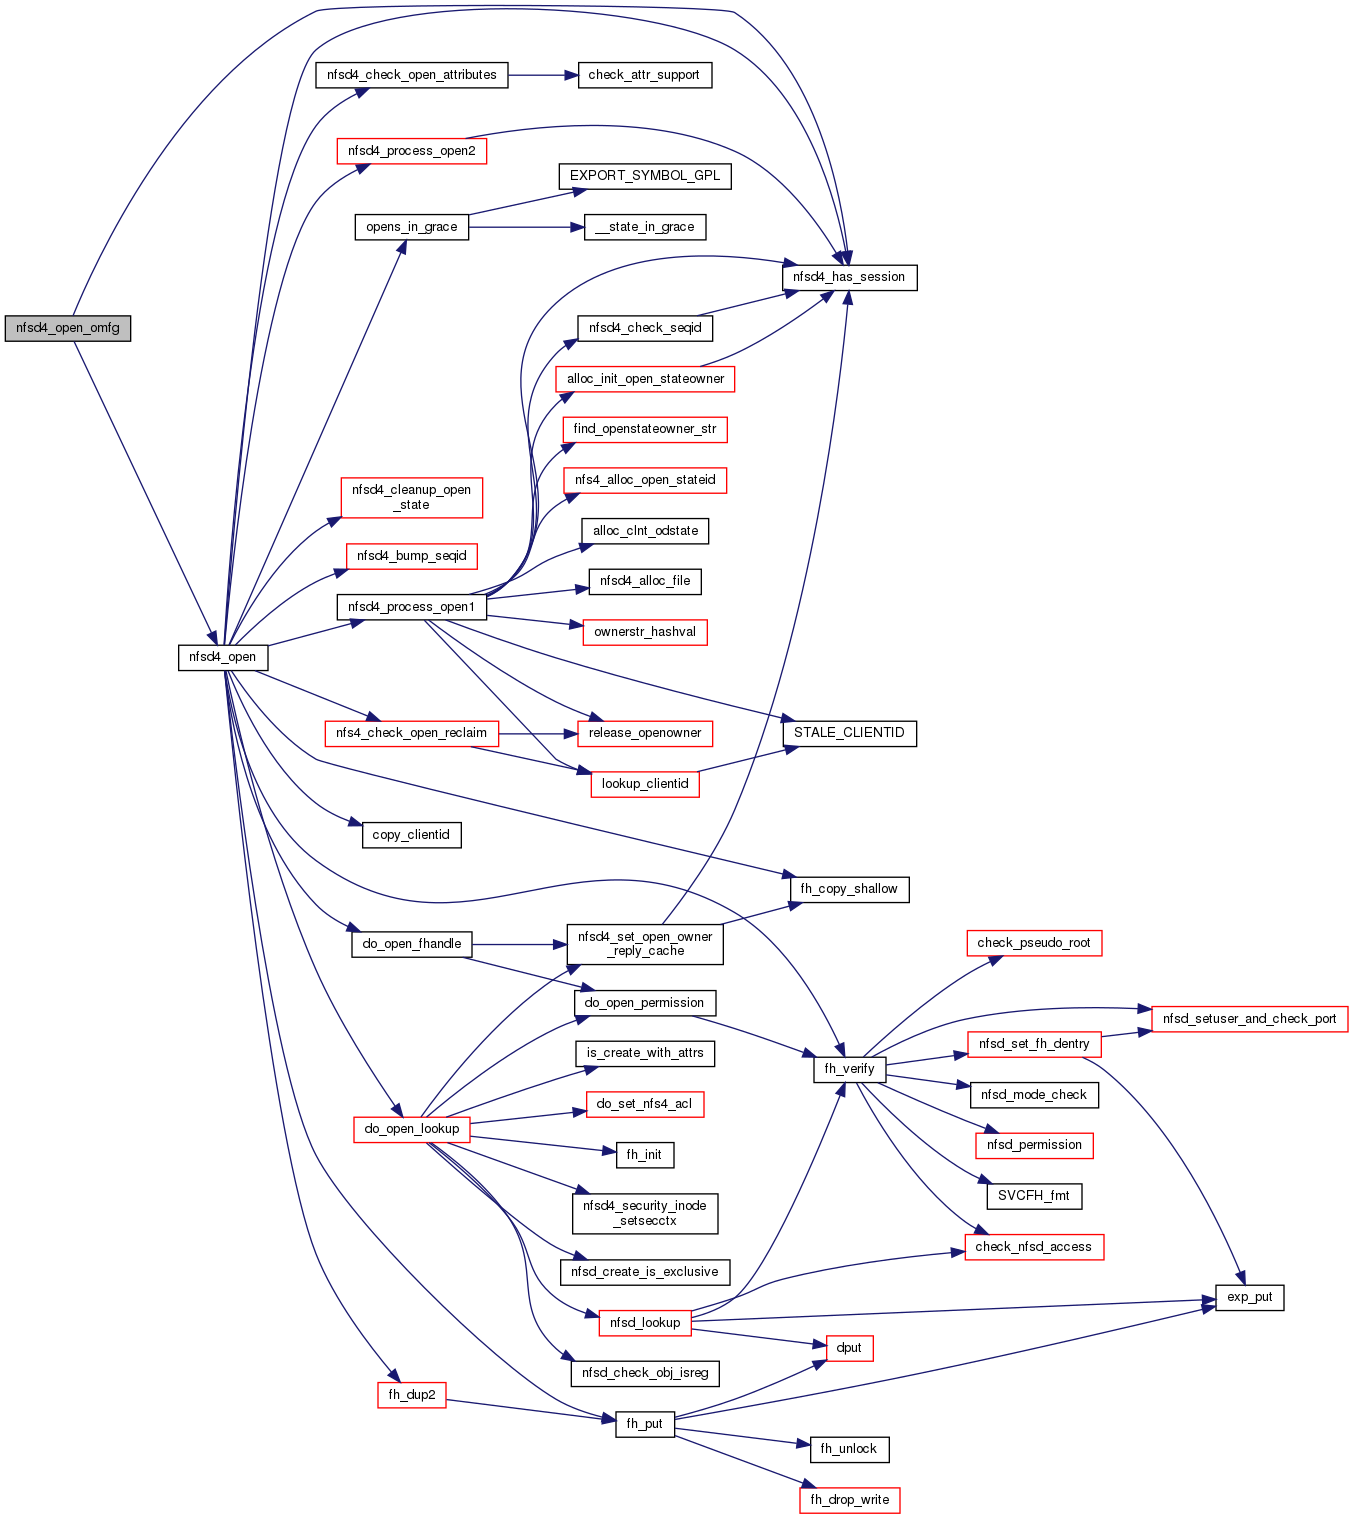 nfsd4_open_omfg
nfsd4_check_open_attributes
check_attr_support
nfsd4_process_open2
EXPORT_SYMBOL_GPL
opens_in_grace
__state_in_grace
nfsd4_has_session
nfsd4_check_seqid
alloc_init_open_stateowner
find_openstateowner_str
nfs4_alloc_open_stateid
nfsd4_cleanup_open
_state
alloc_clnt_odstate
nfsd4_bump_seqid
nfsd4_alloc_file
nfsd4_process_open1
ownerstr_hashval
nfsd4_open
nfs4_check_open_reclaim
release_openowner
STALE_CLIENTID
lookup_clientid
copy_clientid
fh_copy_shallow
do_open_fhandle
nfsd4_set_open_owner
_reply_cache
check_pseudo_root
do_open_permission
nfsd_setuser_and_check_port
nfsd_set_fh_dentry
is_create_with_attrs
fh_verify
nfsd_mode_check
do_set_nfs4_acl
do_open_lookup
nfsd_permission
fh_init
SVCFH_fmt
nfsd4_security_inode
_setsecctx
check_nfsd_access
nfsd_create_is_exclusive
exp_put
nfsd_lookup
dput
nfsd_check_obj_isreg
fh_dup2
fh_put
fh_unlock
fh_drop_write